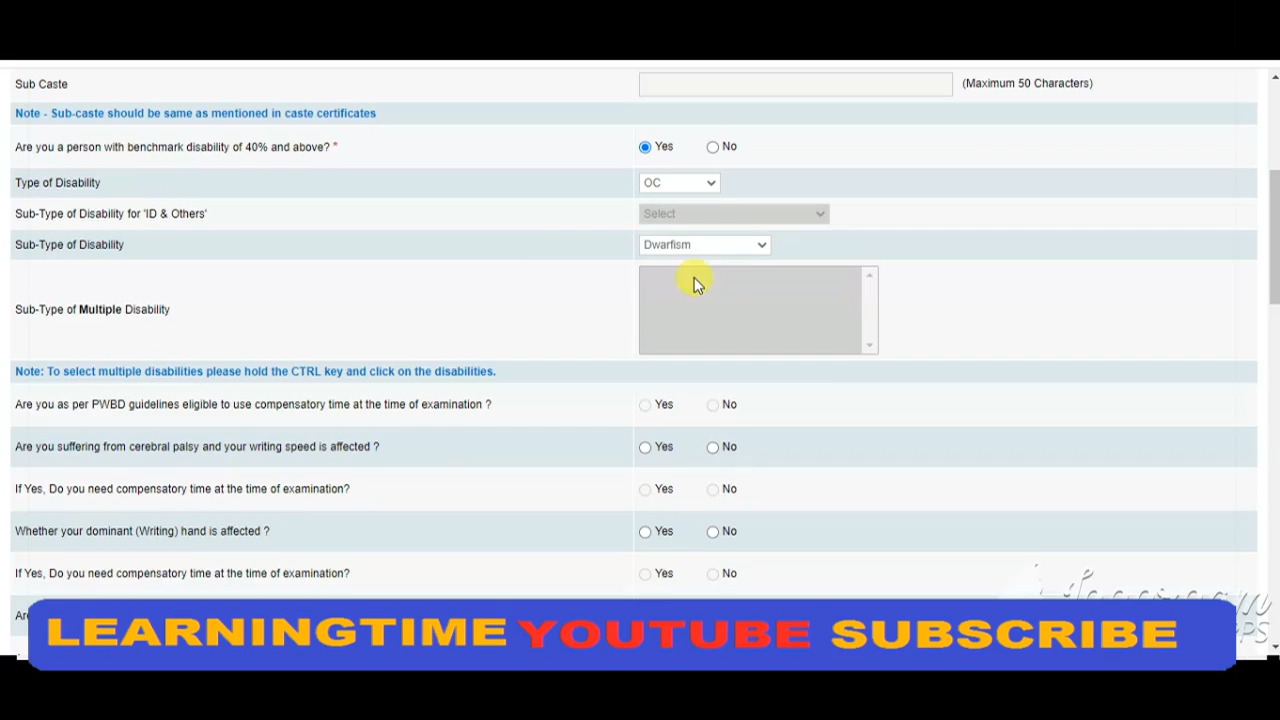 Sub Caste (Maximum 50 Characters)
Note - Sub-caste should be same as mentioned in caste certificates
Are you a person with benchmark disability of 40% and above? * Yes No
Type of Disability OC
Sub-Type of Disability for 'ID & Others' Select
Sub-Type of Disability Dwarfism
Sub-Type of Multiple Disability
Note: To select multiple disabilities please hold the CTRL key and click on the disabilities.
Are you as per PWBD guidelines eligible to use compensatory time at the time of examination ? Yes No
Are you suffering from cerebral palsy and your writing speed is affected ? Yes No
If Yes, Do you need compensatory time at the time of examination? Yes No
Whether your dominant (Writing) hand is affected ? Yes No
If Yes, Do you need compensatory time at the time of examination? Yes No
LEARNINGTIME YOUTUBE SUBSCRIBE